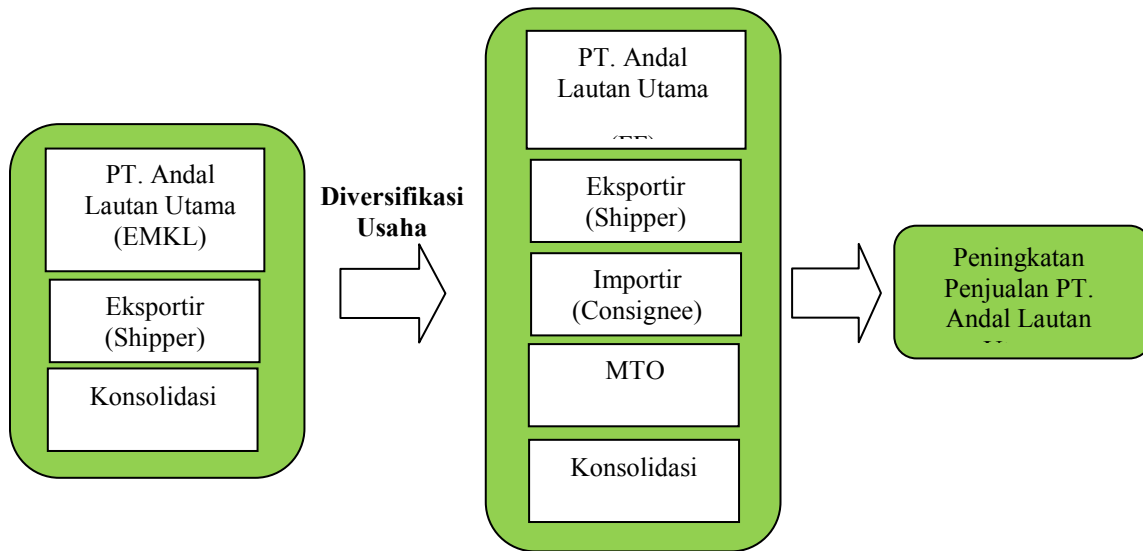 PT. Andal
Lautan Utama
(EMKL)
Eksportir
(Shipper)
Konsolidasi
Diversifikasi
Usaha
PT. Andal
Lautan Utama
Eksportir
(Shipper)
Importir
(Consignee)
MTO
Konsolidasi
Peningkatan
Penjualan PT.
Andal Lautan